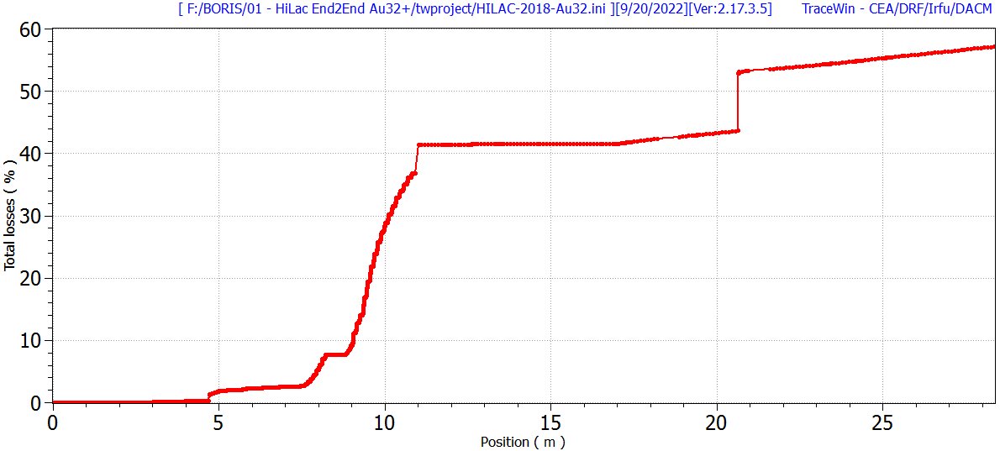 [ F:/BORIS/01 - HiLac End2End Au32+/twproject/HILAC-2018-Au32.ini ][9/20/2022][Ver:2.17.3.5] TraceWin - CEA/DRF/Irfu/DACM
60
50
40
30
20
10
0
Total losses ( % )
0 5 10 15 20 25
Position ( m )